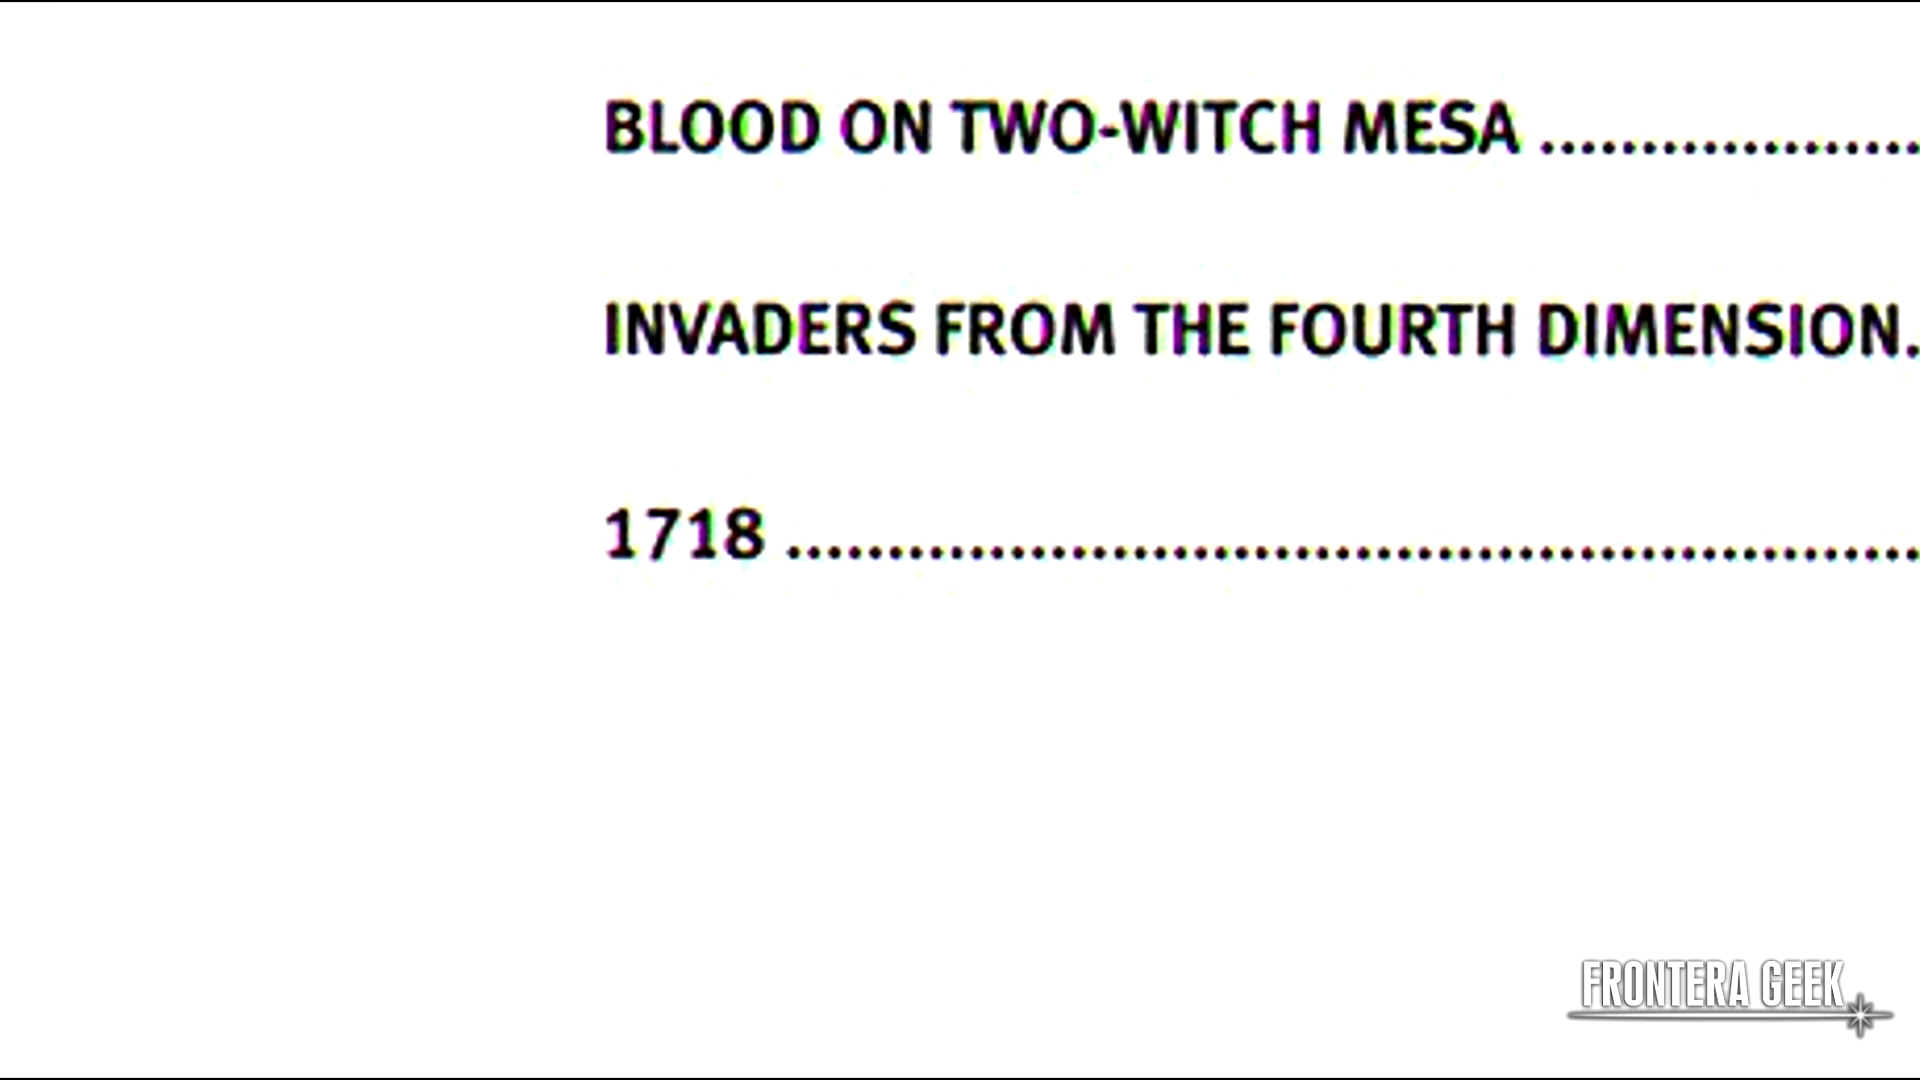 BLOOD ON TWO-WITCH MESA ...................
INVADERS FROM THE FOURTH DIMENSION.
1718 ........................................................
FRONTERA GEEK